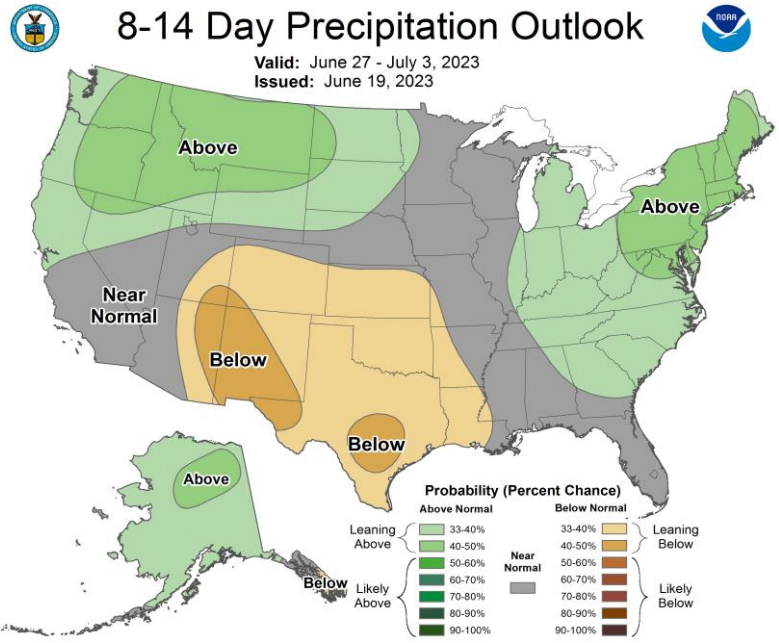 8-14 Day Precipitation Outlook
Valid: June 27 - July 3, 2023
Issued: June 19, 2023
NOAA
Above
Above
Near
Normal
Below
Below
Above
Below
Probability (Percent Chance)
Above Normal
Below Normal
Leaning
Above
33-40%
40-50%
50-60%
60-70%
70-80%
80-90%
90-100%
Likely
Above
Near
Normal
33-40%
40-50%
50-60%
60-70%
70-80%
80-90%
90-100%
Leaning
Below
Likely
Below